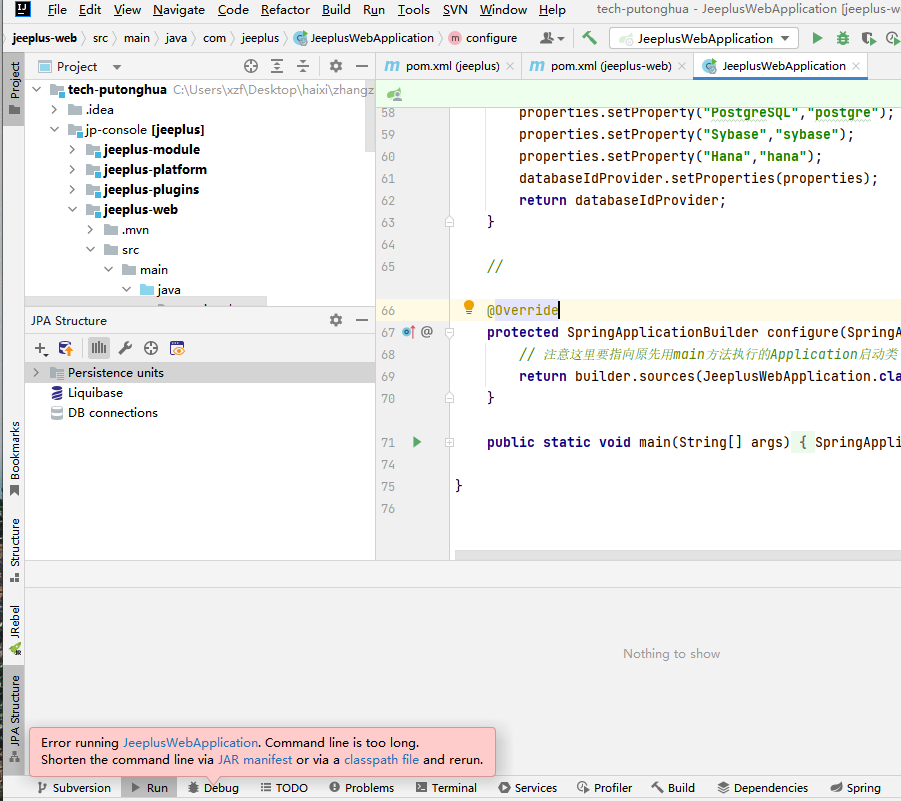 File Edit View Navigate Code Refactor Build Run Tools SVN Window Help tech-putonghua - JeeplusWebApplication [jeeplus-w
jeeplus-web src main java com jeeplus JeeplusWebApplication m configure JeeplusWebApplication
Project
Project
m pom.xml (jeeplus) m pom.xml (jeeplus-web) JeeplusWebApplication
tech-putonghua C:\Users\xzf\Desktop\haixi\zhangz
.idea
jp-console [jeeplus]
jeeplus-module
jeeplus-platform
jeeplus-plugins
jeeplus-web
.mvn
src
main
java
JPA Structure
Persistence units
Liquibase
DB connections
58 properties.setProperty("PostgreSQL","postgre");
59 properties.setProperty("Sybase","sybase");
60 properties.setProperty("Hana","hana");
61 databaseIdProvider.setProperties(properties);
62 return databaseIdProvider;
63 }
64
65 //
66 @Override
67 @ protected SpringApplicationBuilder configure(SpringA
68 // 注意这里要指向原先用main方法执行的Application启动类
69 return builder.sources(JeeplusWebApplication.cla
70 }
71 public static void main(String[] args) { SpringAppli
74
75 }
76
Bookmarks
Structure
JRebel
JPA Structure
Nothing to show
Error running JeeplusWebApplication. Command line is too long.
Shorten the command line via JAR manifest or via a classpath file and rerun.
Subversion Run Debug TODO Problems Terminal Services Profiler Build Dependencies Spring